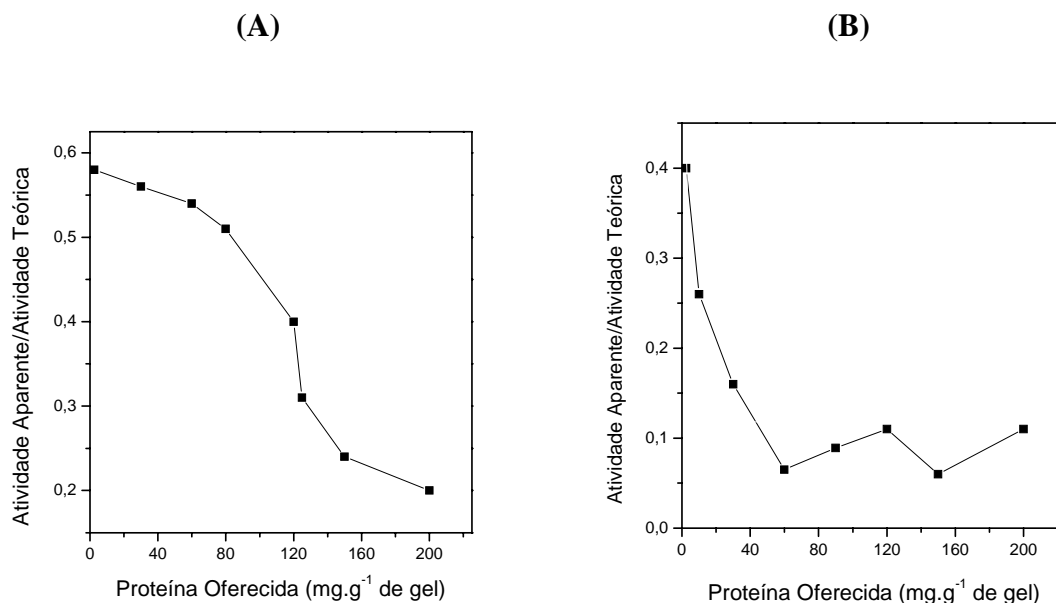 (A)
(B)
Atividade Aparente/Atividade Teórica
0,6
0,5
0,4
0,3
0,2
0 40 80 120 160 200
Proteína Oferecida (mg.g-1 de gel)
Atividade Aparente/Atividade Teórica
0,4
0,3
0,2
0,1
0,0
0 40 80 120 160 200
Proteína Oferecida (mg.g-1 de gel)